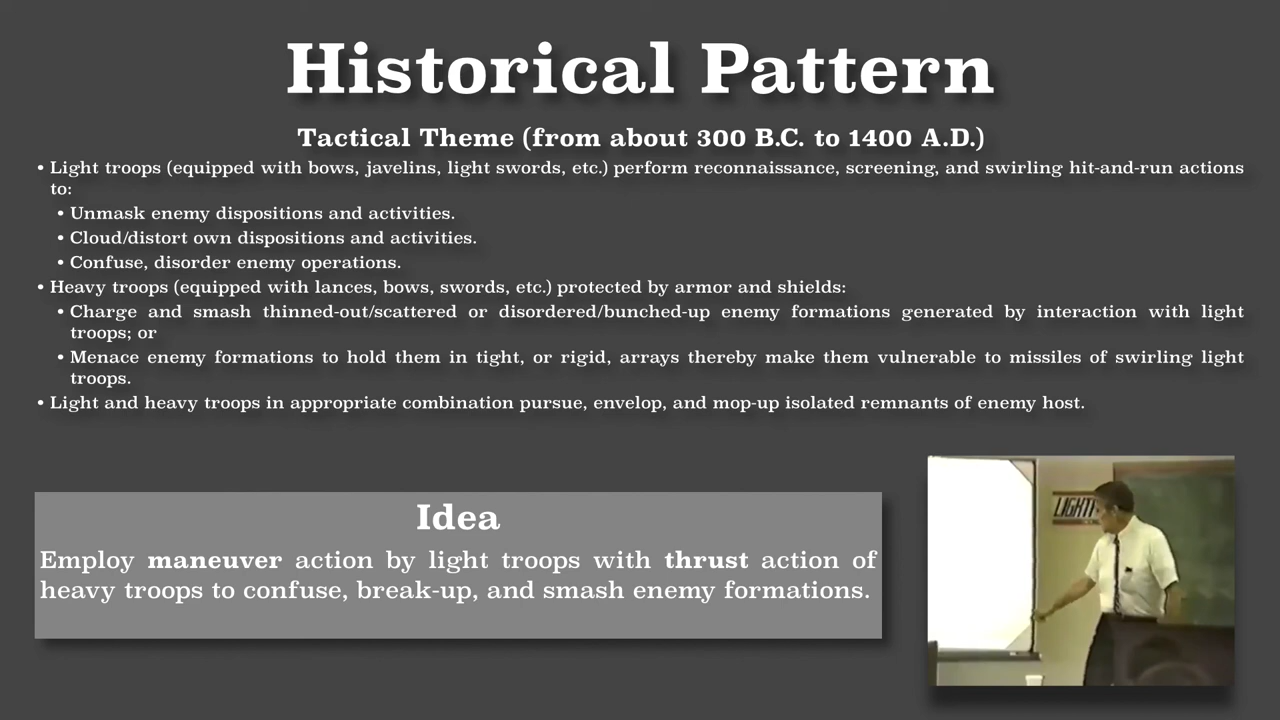 Historical Pattern
Tactical Theme (from about 300 B.C. to 1400 A.D.)
• Light troops (equipped with bows, javelins, light swords, etc.) perform reconnaissance, screening, and swirling hit-and-run actions
to:
• Unmask enemy dispositions and activities.
• Cloud/distort own dispositions and activities.
• Confuse, disorder enemy operations.
• Heavy troops (equipped with lances, bows, swords, etc.) protected by armor and shields:
• Charge and smash thinned-out/scattered or disordered/bunched-up enemy formations generated by interaction with light
troops; or
• Menace enemy formations to hold them in tight, or rigid, arrays thereby make them vulnerable to missiles of swirling light
troops.
• Light and heavy troops in appropriate combination pursue, envelop, and mop-up isolated remnants of enemy host.
Idea
Employ maneuver action by light troops with thrust action of
heavy troops to confuse, break-up, and smash enemy formations.